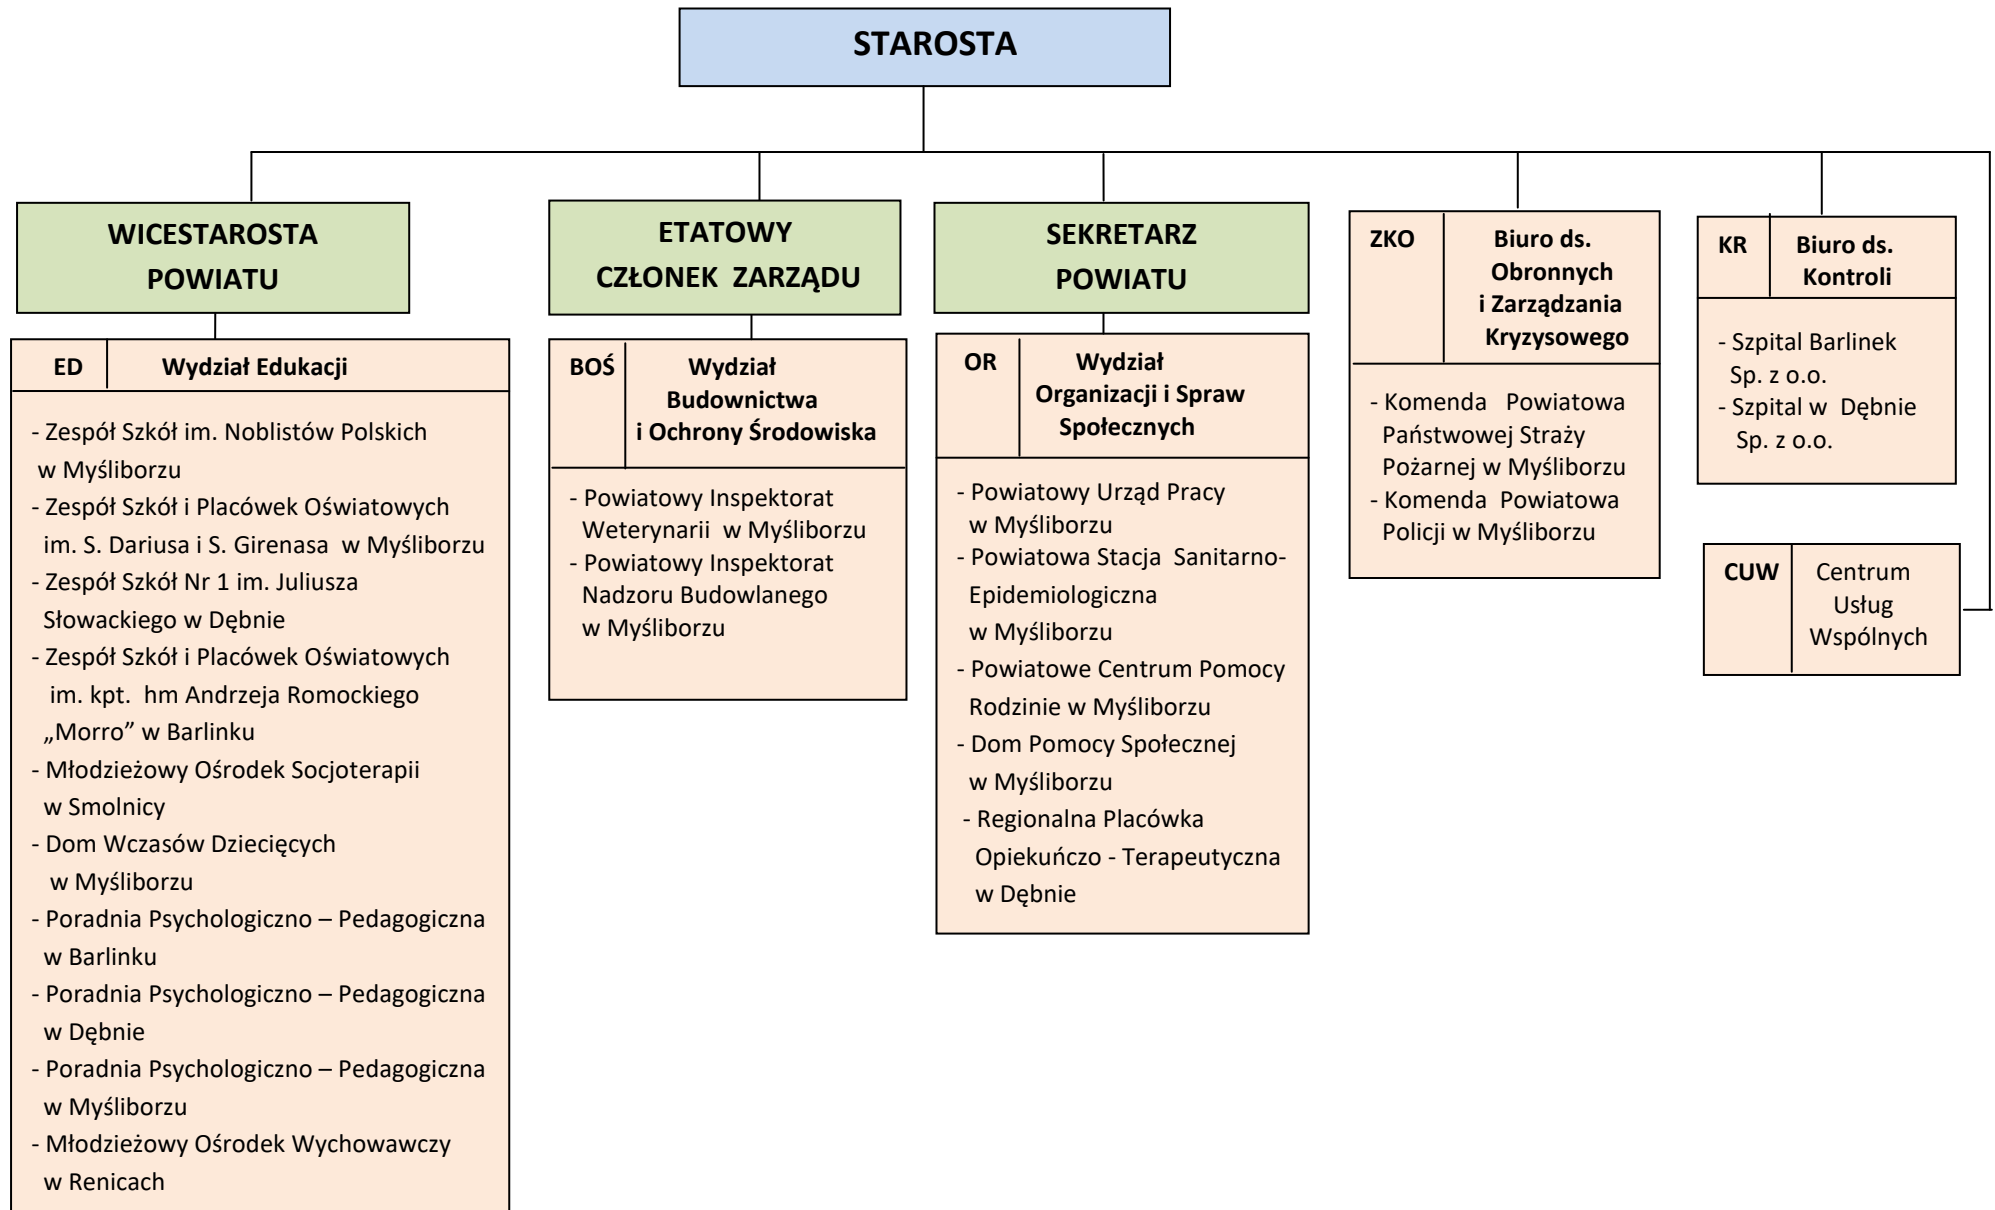 STAROSTA
WICESTAROSTA
POWIATU
ED Wydział Edukacji
- Zespół Szkół im. Noblistów Polskich
w Myśliborzu
- Zespół Szkół i Placówek Oświatowych
im. S. Dariusa i S. Girenasa w Myśliborzu
- Zespół Szkół Nr 1 im. Juliusza
Słowackiego w Dębnie
- Zespół Szkół i Placówek Oświatowych
im. kpt. hm Andrzeja Romockiego
„Morro” w Barlinku
- Młodzieżowy Ośrodek Socjoterapii
w Smolnicy
- Dom Wczasów Dziecięcych
w Myśliborzu
- Poradnia Psychologiczno – Pedagogiczna
w Barlinku
- Poradnia Psychologiczno – Pedagogiczna
w Dębnie
- Poradnia Psychologiczno – Pedagogiczna
w Myśliborzu
- Młodzieżowy Ośrodek Wychowawczy
w Renicach
ETATOWY
CZŁONEK ZARZĄDU
BOŚ Wydział
Budownictwa
i Ochrony Środowiska
- Powiatowy Inspektorat
Weterynarii w Myśliborzu
- Powiatowy Inspektorat
Nadzoru Budowlanego
w Myśliborzu
SEKRETARZ
POWIATU
OR Wydział
Organizacji i Spraw
Społecznych
- Powiatowy Urząd Pracy
w Myśliborzu
- Powiatowa Stacja Sanitarno-
Epidemiologiczna
w Myśliborzu
- Powiatowe Centrum Pomocy
Rodzinie w Myśliborzu
- Dom Pomocy Społecznej
w Myśliborzu
- Regionalna Placówka
Opiekuńczo - Terapeutyczna
w Dębnie
ZKO Biuro ds.
Obronnych
i Zarządzania
Kryzysowego
- Komenda Powiatowa
Państwowej Straży
Pożarnej w Myśliborzu
- Komenda Powiatowa
Policji w Myśliborzu
KR Biuro ds.
Kontroli
- Szpital Barlinek
Sp. z o.o.
- Szpital w Dębnie
Sp. z o.o.
CUW Centrum
Usług
Wspólnych